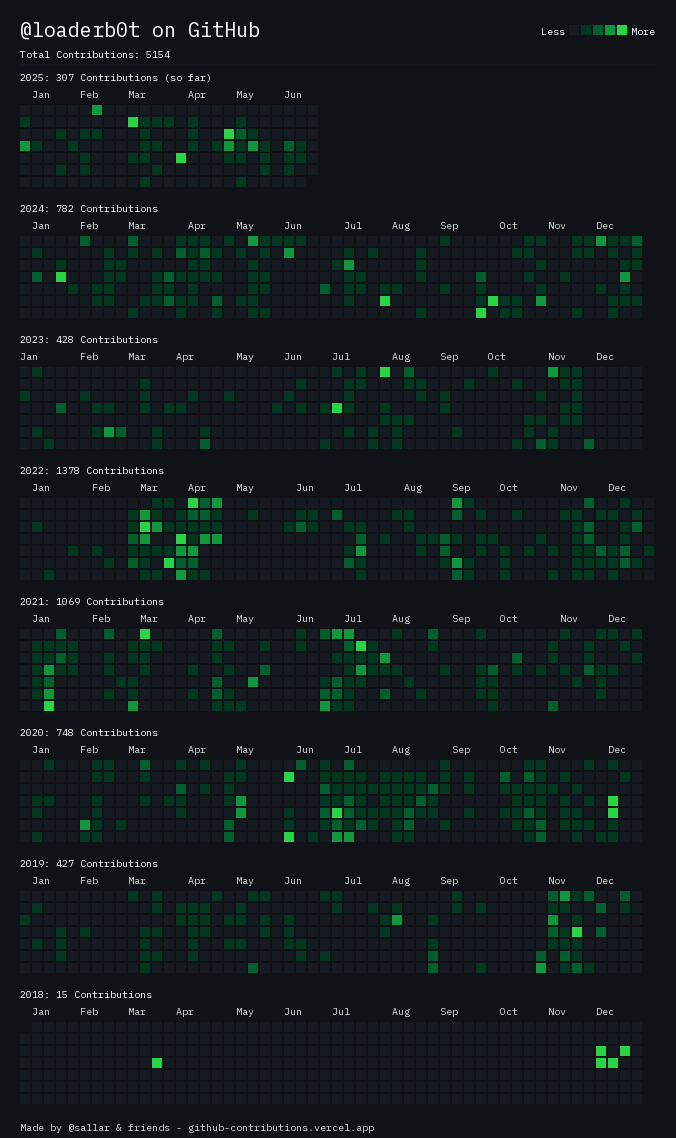 @loaderb0t on GitHub
Less More
Total Contributions: 5154
2025: 307 Contributions (so far)
Jan Feb Mar Apr May Jun
2024: 782 Contributions
Jan Feb Mar Apr May Jun Jul Aug Sep Oct Nov Dec
2023: 428 Contributions
Jan Feb Mar Apr May Jun Jul Aug Sep Oct Nov Dec
2022: 1378 Contributions
Jan Feb Mar Apr May Jun Jul Aug Sep Oct Nov Dec
2021: 1069 Contributions
Jan Feb Mar Apr May Jun Jul Aug Sep Oct Nov Dec
2020: 748 Contributions
Jan Feb Mar Apr May Jun Jul Aug Sep Oct Nov Dec
2019: 427 Contributions
Jan Feb Mar Apr May Jun Jul Aug Sep Oct Nov Dec
2018: 15 Contributions
Jan Feb Mar Apr May Jun Jul Aug Sep Oct Nov Dec
Made by @sallar & friends - github-contributions.vercel.app